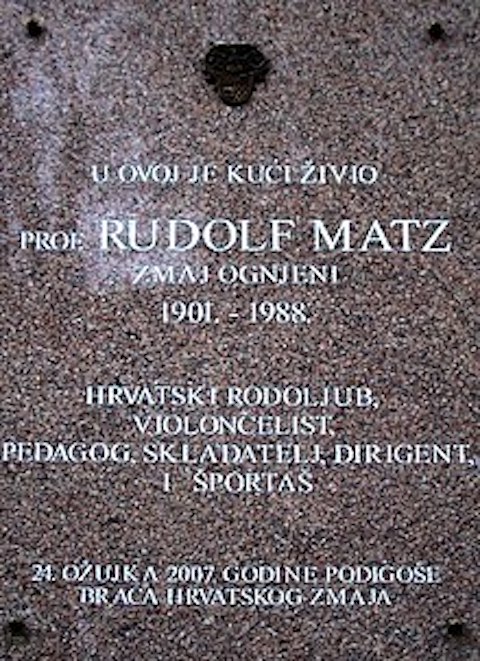 U OVOJ JE KUĆI ŽIVIO
PROF. RUDOLF MATZ
ZMAJ OGNJENI
1901. - 1988.
HRVATSKI RODOLJUB,
VIOLONČELIST,
PEDAGOG, SKLADATELJ, DIRIGENT,
I ŠPORTAŠ
24. OŽUJKA 2007. GODINE PODIGOŠE
BRAĆA HRVATSKOG ZMAJA